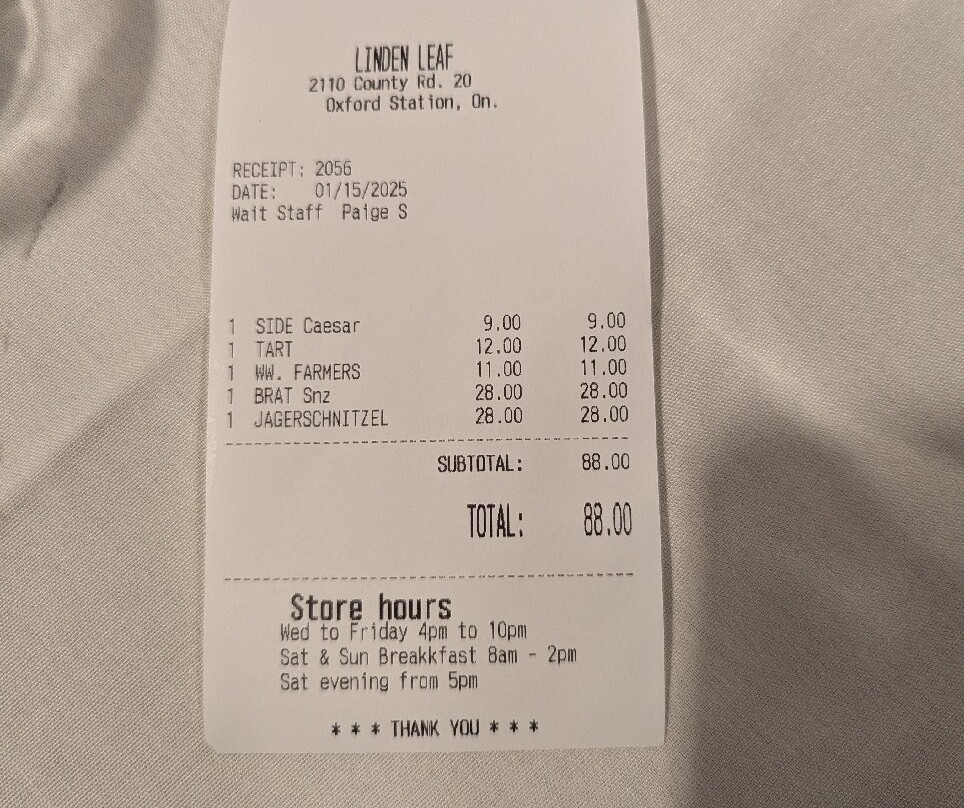 LINDEN LEAF
2110 County Rd. 20
Oxford Station, On.
RECEIPT: 2056
DATE: 01/15/2025
Wait Staff Paige S
1 SIDE Caesar 9.00 9.00
1 TART 12.00 12.00
1 WW. FARMERS 11.00 11.00
1 BRAT Snz 28.00 28.00
1 JAGERSCHNITZEL 28.00 28.00
SUBTOTAL: 88.00
TOTAL: 88.00
Store hours
Wed to Friday 4pm to 10pm
Sat & Sun Breakkfast 8am - 2pm
Sat evening from 5pm
* * * THANK YOU * * *